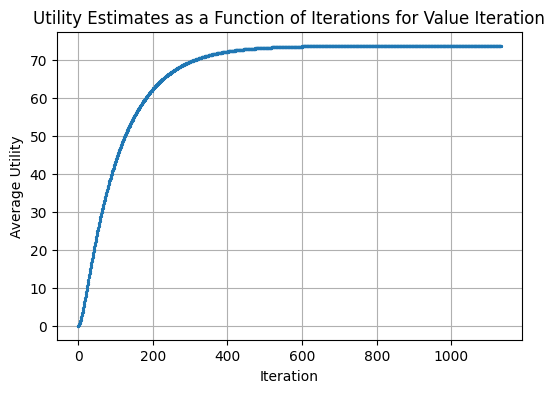 Utility Estimates as a Function of Iterations for Value Iteration
70
60
50
40
30
20
10
0
Average Utility
0 200 400 600 800 1000
Iteration